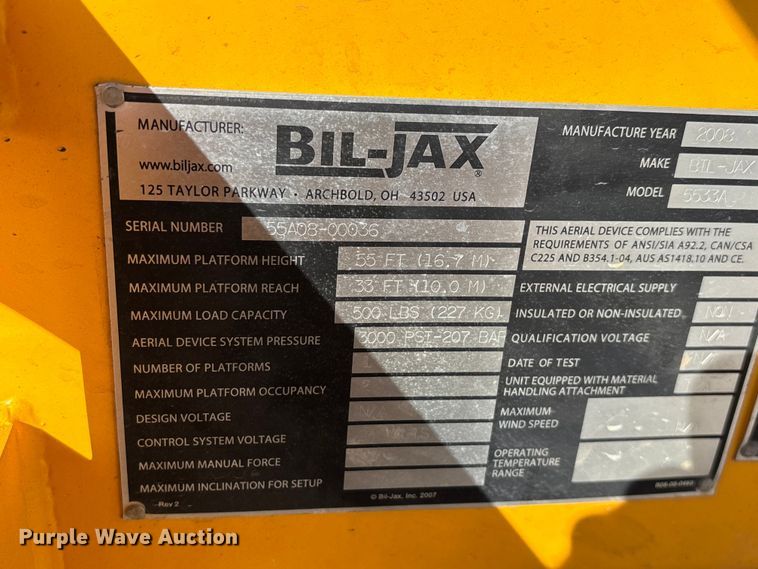 MANUFACTURER:
BIL-JAX®
www.biljax.com
125 TAYLOR PARKWAY • ARCHBOLD, OH 43502 USA
MANUFACTURE YEAR 2008
MAKE BIL-JAX
MODEL 5533A
SERIAL NUMBER 55A08-00036
MAXIMUM PLATFORM HEIGHT 55 FT (16.7 M)
MAXIMUM PLATFORM REACH 33 FT (10.0 M)
MAXIMUM LOAD CAPACITY 500 LBS (227 KG)
AERIAL DEVICE SYSTEM PRESSURE 3000 PSI-207 BAR
NUMBER OF PLATFORMS
MAXIMUM PLATFORM OCCUPANCY
DESIGN VOLTAGE
CONTROL SYSTEM VOLTAGE
MAXIMUM MANUAL FORCE
MAXIMUM INCLINATION FOR SETUP
Rev 2
© Bil-Jax, Inc. 2007
THIS AERIAL DEVICE COMPLIES WITH THE
REQUIREMENTS OF ANSI/SIA A92.2, CAN/CSA
C225 AND B354.1-04, AUS AS1418.10 AND CE.
EXTERNAL ELECTRICAL SUPPLY
INSULATED OR NON-INSULATED NON-
QUALIFICATION VOLTAGE N/A
DATE OF TEST
UNIT EQUIPPED WITH MATERIAL
HANDLING ATTACHMENT
MAXIMUM
WIND SPEED
OPERATING
TEMPERATURE
RANGE
Purple Wave Auction